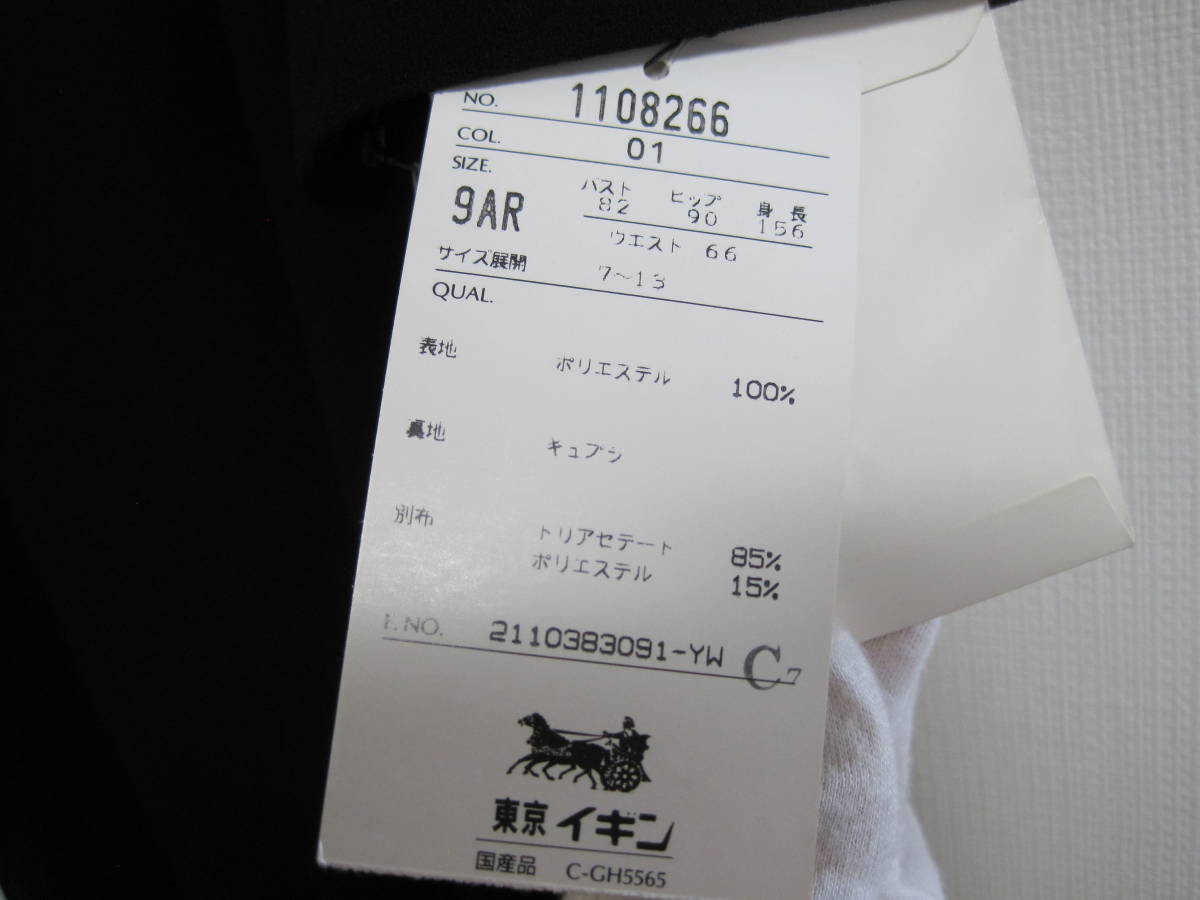 NO. 1108266
COL. 01
SIZE.
9AR
バスト ヒップ 身長
82 90 156
ウエスト 66
サイズ展開 7~13
QUAL.
表地 ポリエステル 100%
裏地 キュプラ
別布 トリアセテート 85%
ポリエステル 15%
F.NO. 2110383091-YW C7
東京イギン
国産品 C-GH5565